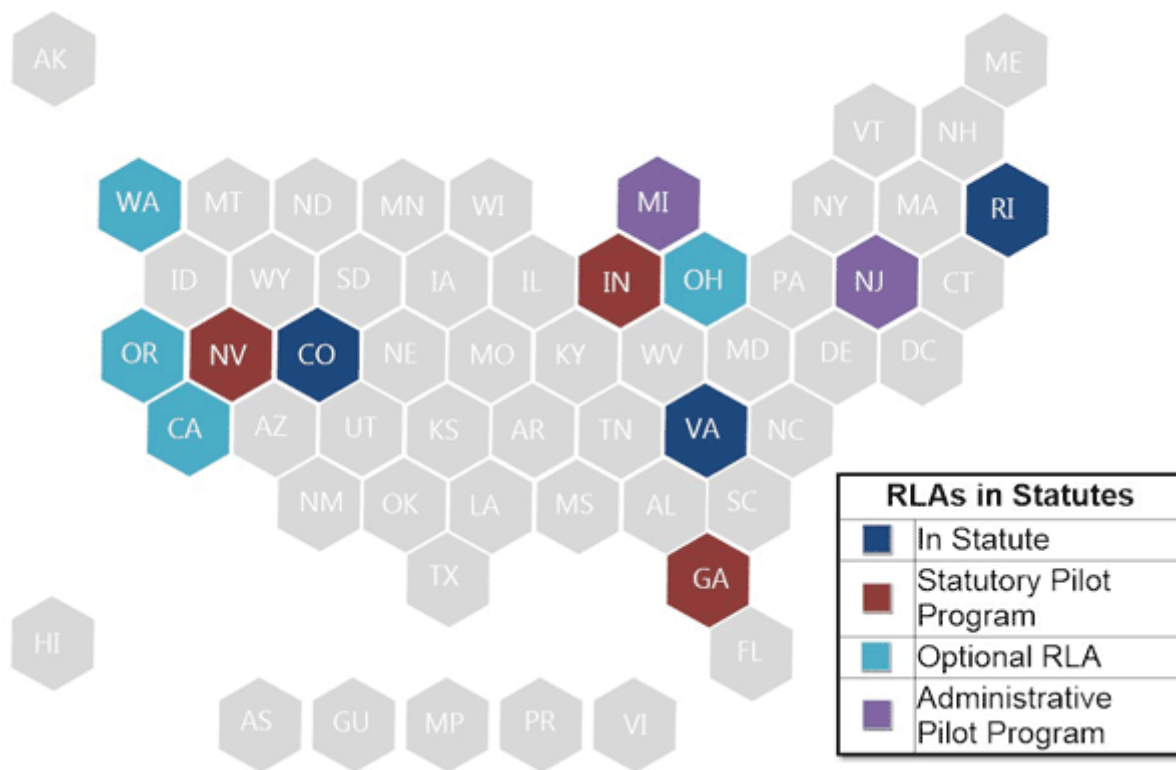 AK
ME
VT NH
WA MT ND MN WI MI NY MA RI
ID WY SD IA IL IN OH PA NJ CT
OR NV CO NE MO KY WV MD DE DC
CA AZ UT KS AR TN VA NC
NM OK LA MS AL SC
TX GA
HI FL
AS GU MP PR VI
RLAs in Statutes
In Statute
Statutory Pilot
Program
Optional RLA
Administrative
Pilot Program